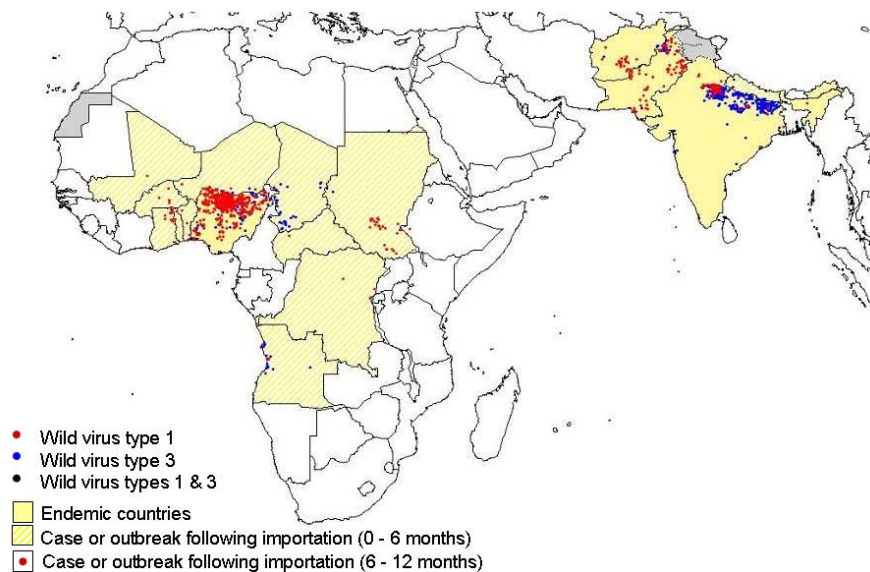 Wild virus type 1
Wild virus type 3
Wild virus types 1 & 3
Endemic countries
Case or outbreak following importation (0 - 6 months)
Case or outbreak following importation (6 - 12 months)